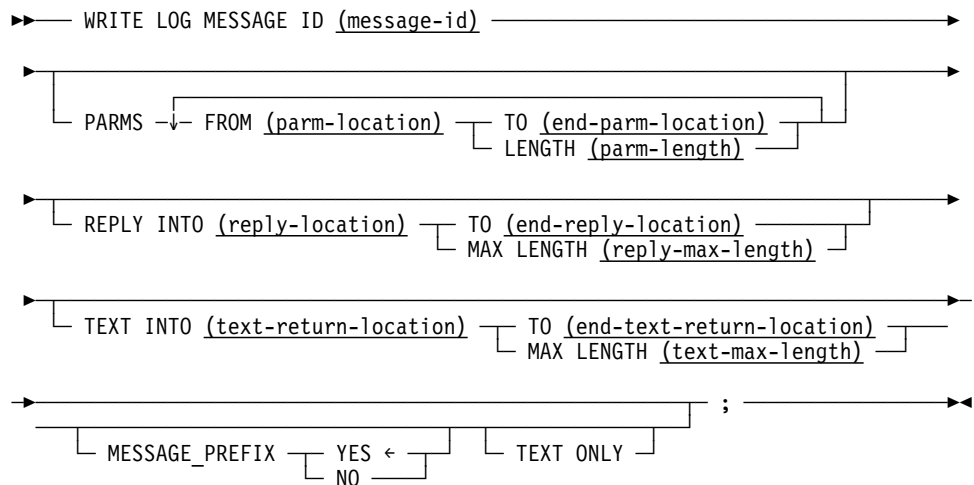 WRITE LOG MESSAGE ID (message-id)
PARMS FROM (parm-location) TO (end-parm-location)
LENGTH (parm-length)
REPLY INTO (reply-location) TO (end-reply-location)
MAX LENGTH (reply-max-length)
TEXT INTO (text-return-location) TO (end-text-return-location)
MAX LENGTH (text-max-length)
;
MESSAGE_PREFIX YES ← TEXT ONLY
NO